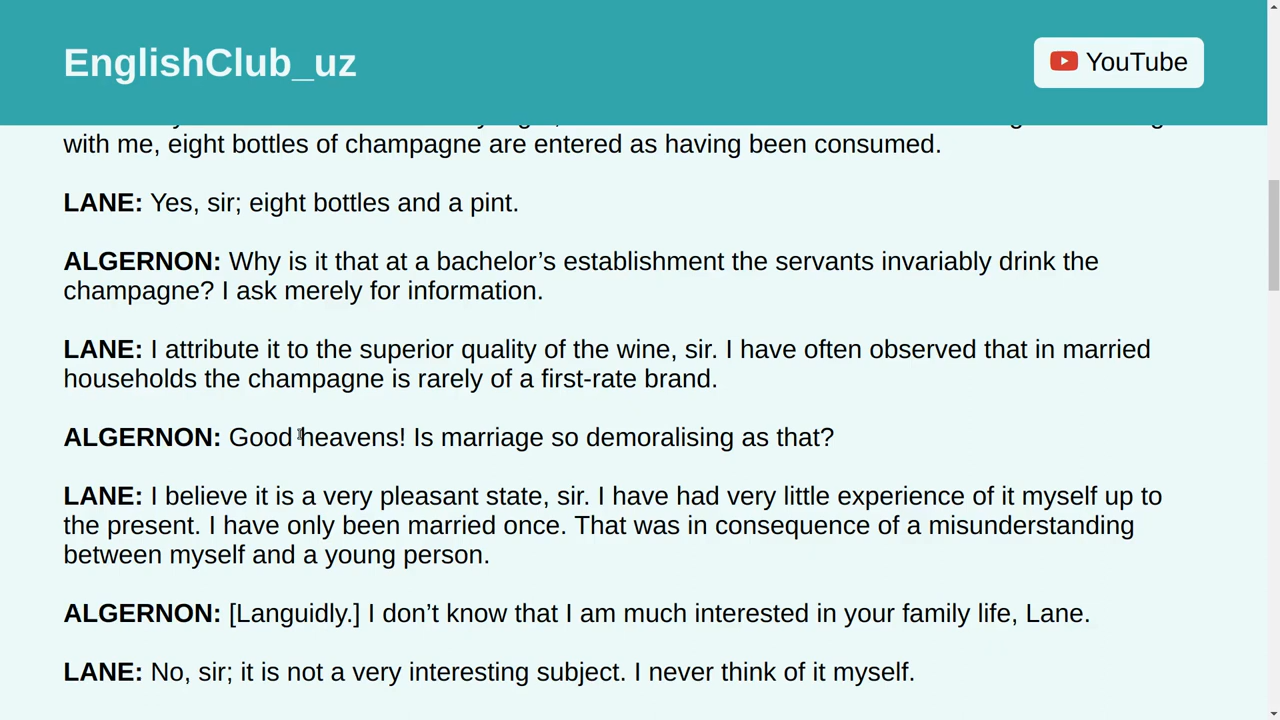 EnglishClub_uz
YouTube
with me, eight bottles of champagne are entered as having been consumed.
LANE: Yes, sir; eight bottles and a pint.
ALGERNON: Why is it that at a bachelor’s establishment the servants invariably drink the
champagne? I ask merely for information.
LANE: I attribute it to the superior quality of the wine, sir. I have often observed that in married
households the champagne is rarely of a first-rate brand.
ALGERNON: Good heavens! Is marriage so demoralising as that?
LANE: I believe it is a very pleasant state, sir. I have had very little experience of it myself up to
the present. I have only been married once. That was in consequence of a misunderstanding
between myself and a young person.
ALGERNON: [Languidly.] I don’t know that I am much interested in your family life, Lane.
LANE: No, sir; it is not a very interesting subject. I never think of it myself.